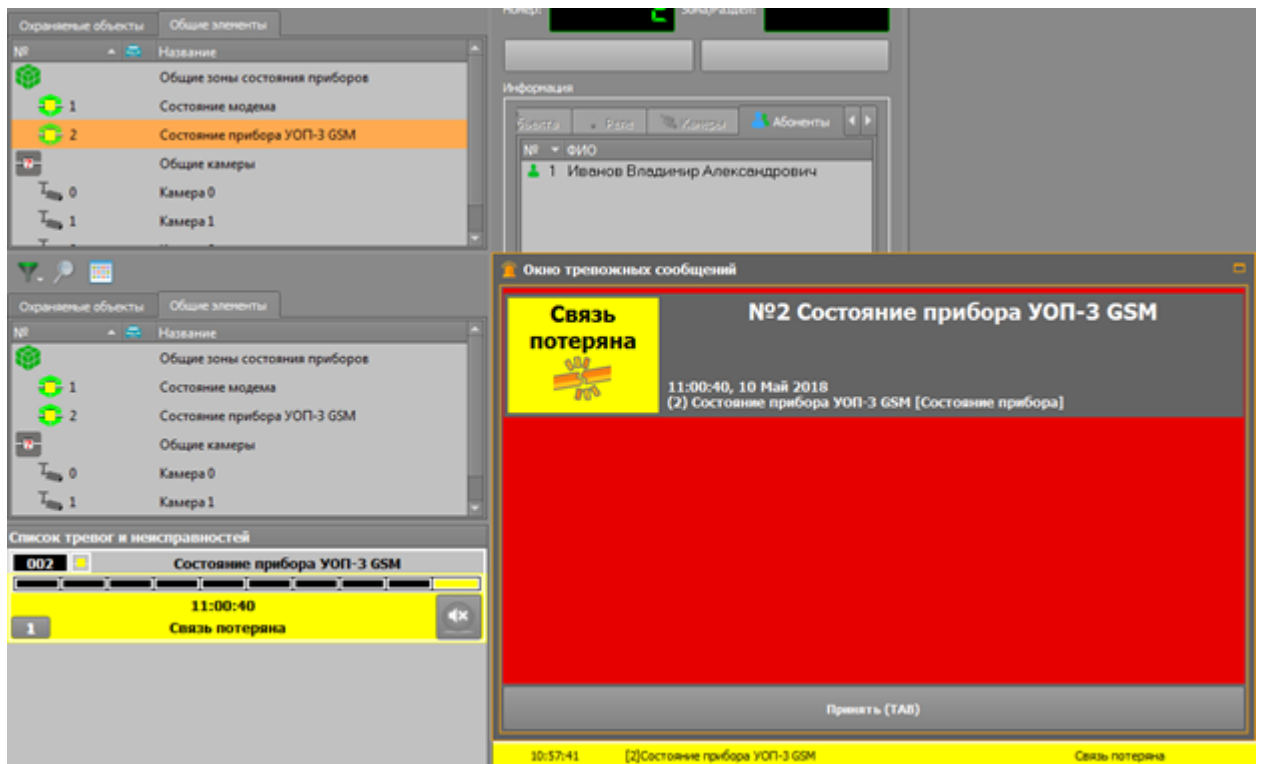 Охраняемые объекты Общие элементы
№ Название
Общие зоны состояния приборов
1 Состояние модема
2 Состояние прибора УОП-3 GSM
Общие камеры
0 Камера 0
1 Камера 1
Номер: 2 Зона/Раздел:
Информация
Реле Камеры Абоненты
№ ФИО
1 Иванов Владимир Александрович
Охраняемые объекты Общие элементы
№ Название
Общие зоны состояния приборов
1 Состояние модема
2 Состояние прибора УОП-3 GSM
Общие камеры
0 Камера 0
1 Камера 1
Список тревог и неисправностей
002 Состояние прибора УОП-3 GSM
11:00:40
1 Связь потеряна
Окно тревожных сообщений
Связь
потеряна
№2 Состояние прибора УОП-3 GSM
11:00:40, 10 Май 2018
(2) Состояние прибора УОП-3 GSM [Состояние прибора]
Принять (TAB)
10:57:41 [2]Состояние прибора УОП-3 GSM Связь потеряна